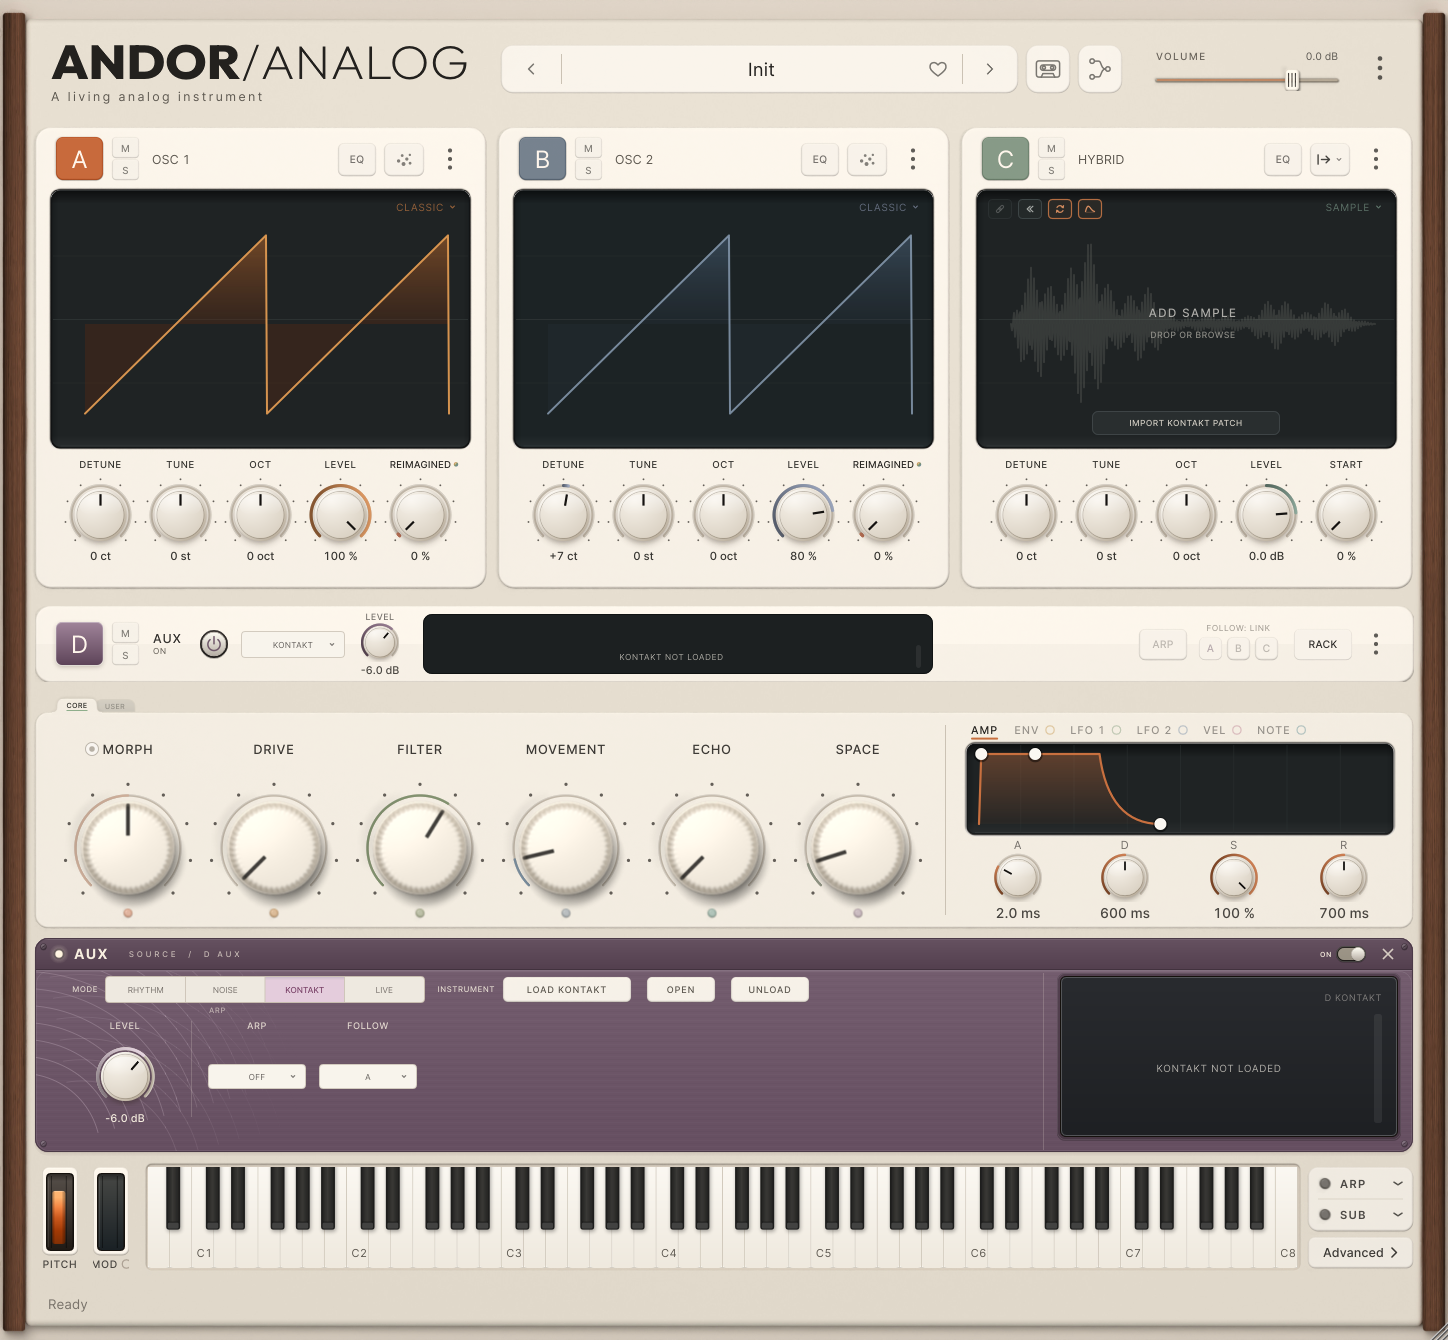 ANDOR/ANALOG
A living analog instrument
Init
VOLUME 0.0 dB
A M S OSC 1 EQ
CLASSIC
DETUNE TUNE OCT LEVEL REIMAGINED
0 ct 0 st 0 oct 100 % 0 %
B M S OSC 2 EQ
CLASSIC
DETUNE TUNE OCT LEVEL REIMAGINED
+7 ct 0 st 0 oct 80 % 0 %
C M S HYBRID EQ
SAMPLE
ADD SAMPLE
DROP OR BROWSE
IMPORT KONTAKT PATCH
DETUNE TUNE OCT LEVEL START
0 ct 0 st 0 oct 0.0 dB 0 %
D M S AUX
ON
KONTAKT
LEVEL
-6.0 dB
KONTAKT NOT LOADED
ARP
FOLLOW: LINK
A B C
RACK
CORE USER
MORPH DRIVE FILTER MOVEMENT ECHO SPACE
AMP ENV LFO 1 LFO 2 VEL NOTE
A D S R
2.0 ms 600 ms 100 % 700 ms
AUX SOURCE / D AUX ON
MODE RHYTHM NOISE KONTAKT LIVE INSTRUMENT LOAD KONTAKT OPEN UNLOAD
ARP
LEVEL ARP FOLLOW
OFF A
-6.0 dB
D KONTAKT
KONTAKT NOT LOADED
PITCH MOD
C1 C2 C3 C4 C5 C6 C7 C8
ARP
SUB
Advanced
Ready